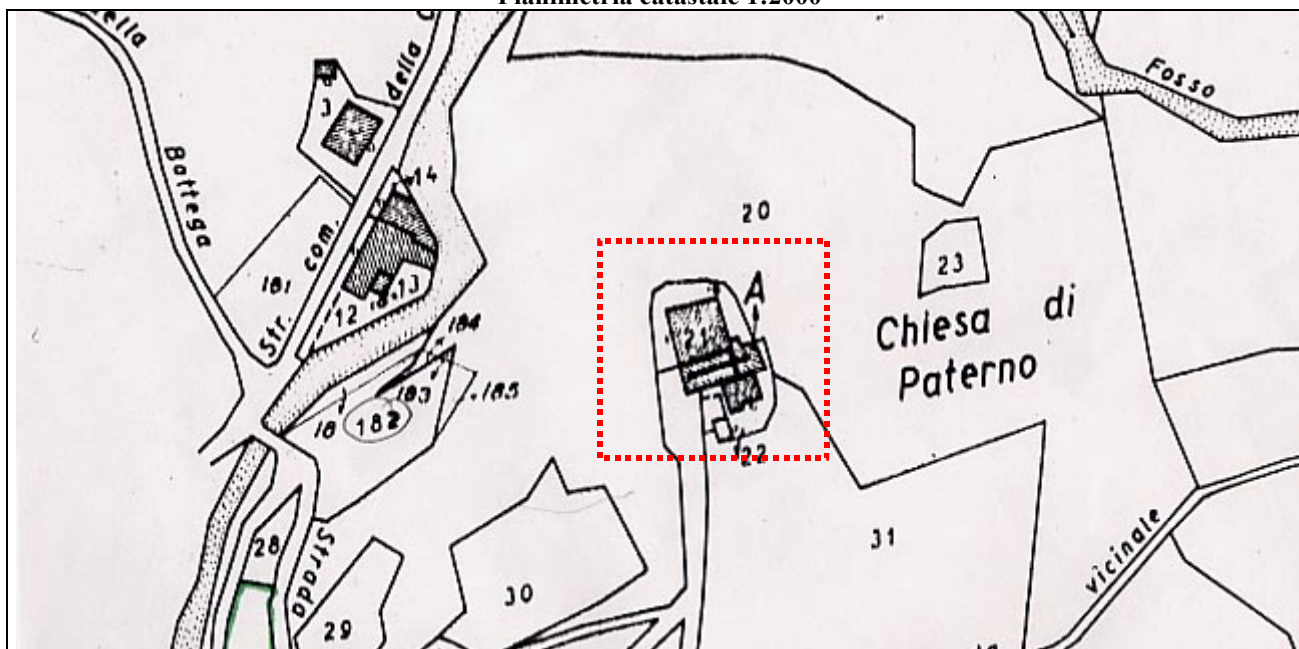 Planimetria catastale 1:2000
della
Bottega
Str. com. della
Fosso
3
14
181
13
12
184
183
185
18
182
20
21
A
22
23
Chiesa di
Paterno
28
Strada
29
30
31
vicinale